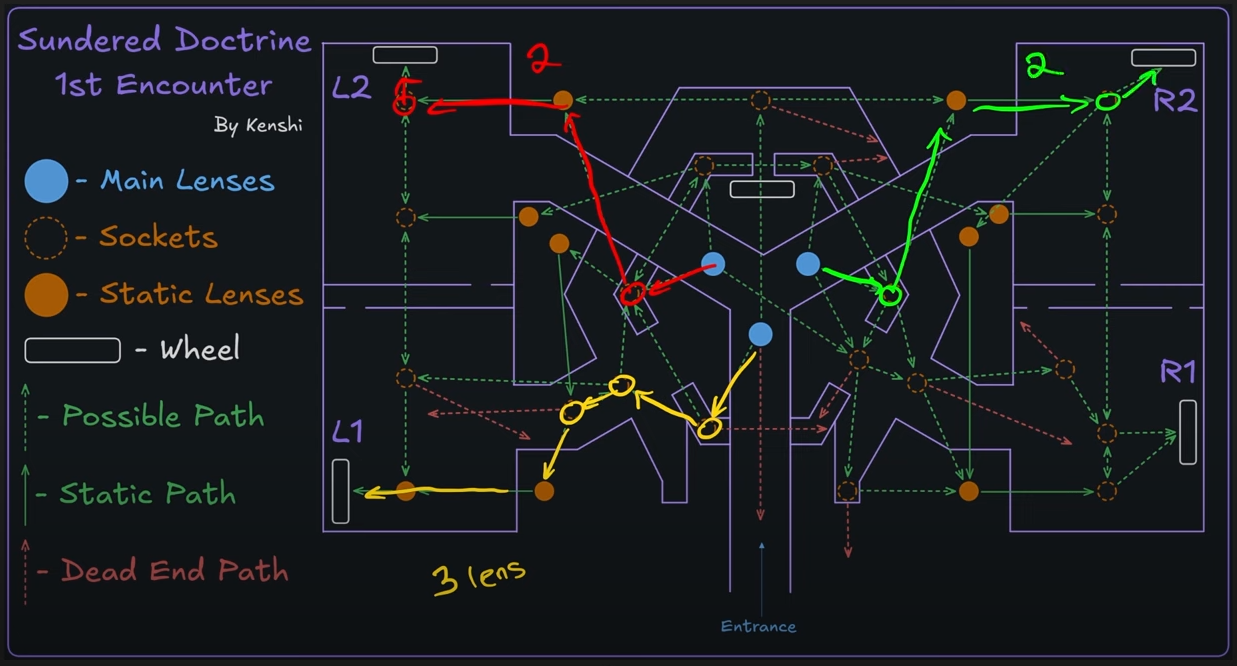 Sundered Doctrine
1st Encounter
By Kenshi
- Main Lenses
- Sockets
- Static Lenses
- Wheel
- Possible Path
- Static Path
- Dead End Path
L2
2
2
R2
L1
R1
3 lens
Entrance